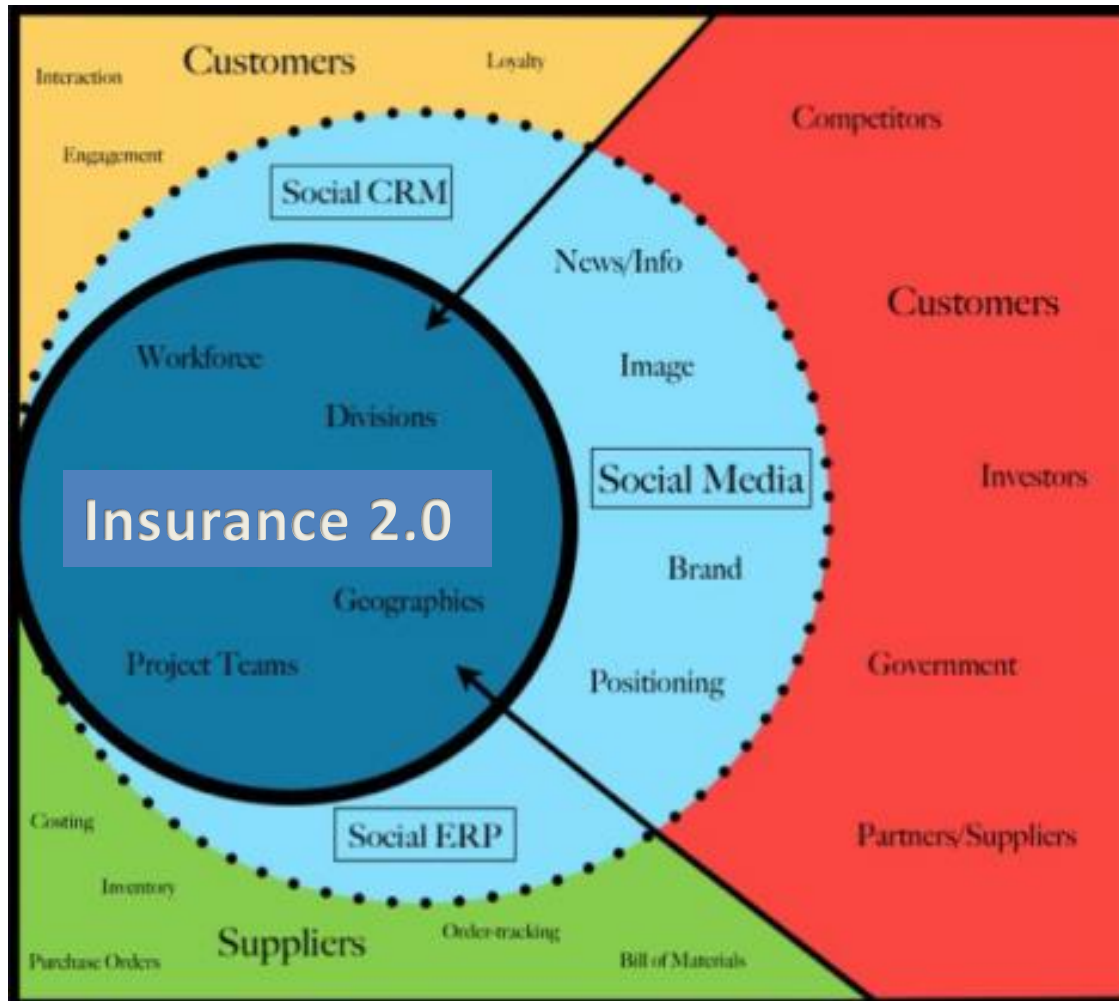 Customers
Loyalty
Interaction
Engagement
Competitors
Social CRM
News/Info
Customers
Workforce
Image
Divisions
Social Media
Investors
Insurance 2.0
Brand
Geographies
Project Teams
Government
Positioning
Costing
Social ERP
Partners/Suppliers
Inventory
Suppliers
Order-tracking
Purchase Orders
Bill of Materials